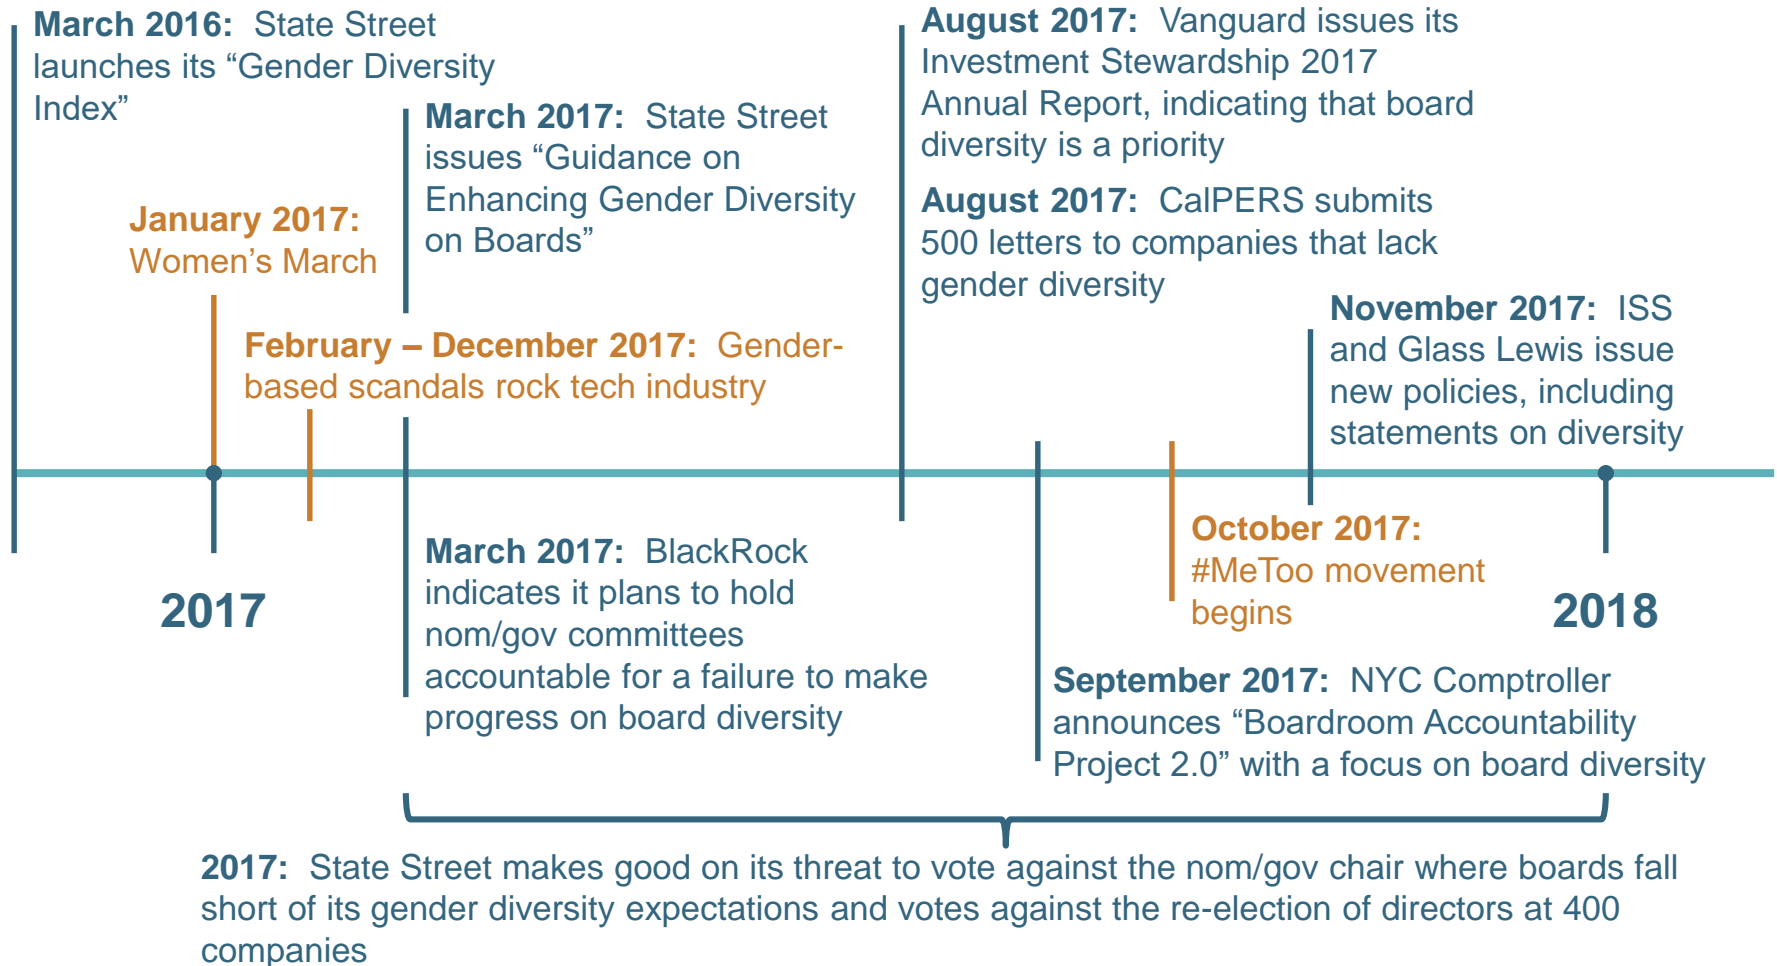 March 2016: State Street
launches its “Gender Diversity
Index”
January 2017:
Women’s March
March 2017: State Street
issues “Guidance on
Enhancing Gender Diversity
on Boards”
February – December 2017: Gender-
based scandals rock tech industry
August 2017: Vanguard issues its
Investment Stewardship 2017
Annual Report, indicating that board
diversity is a priority
August 2017: CalPERS submits
500 letters to companies that lack
gender diversity
November 2017: ISS
and Glass Lewis issue
new policies, including
statements on diversity
2017
March 2017: BlackRock
indicates it plans to hold
nom/gov committees
accountable for a failure to make
progress on board diversity
October 2017:
#MeToo movement
begins
2018
September 2017: NYC Comptroller
announces “Boardroom Accountability
Project 2.0” with a focus on board diversity
2017: State Street makes good on its threat to vote against the nom/gov chair where boards fall
short of its gender diversity expectations and votes against the re-election of directors at 400
companies